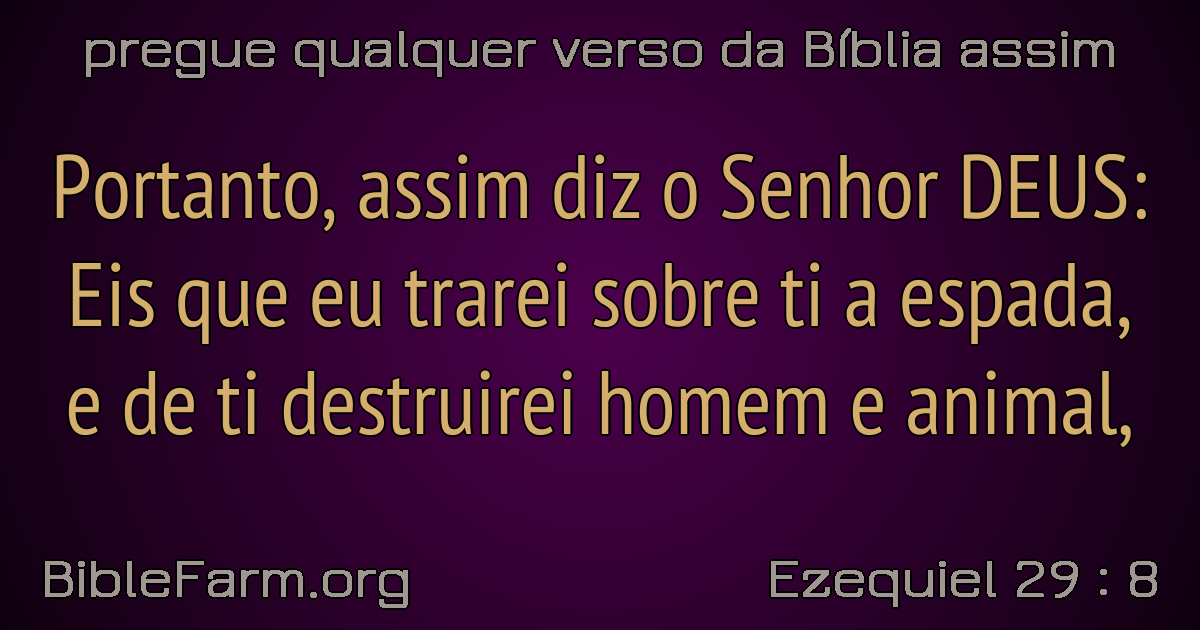 pregue qualquer verso da Bíblia assim
Portanto, assim diz o Senhor DEUS:
Eis que eu trarei sobre ti a espada,
e de ti destruirei homem e animal,
BibleFarm.org
Ezequiel 29 : 8